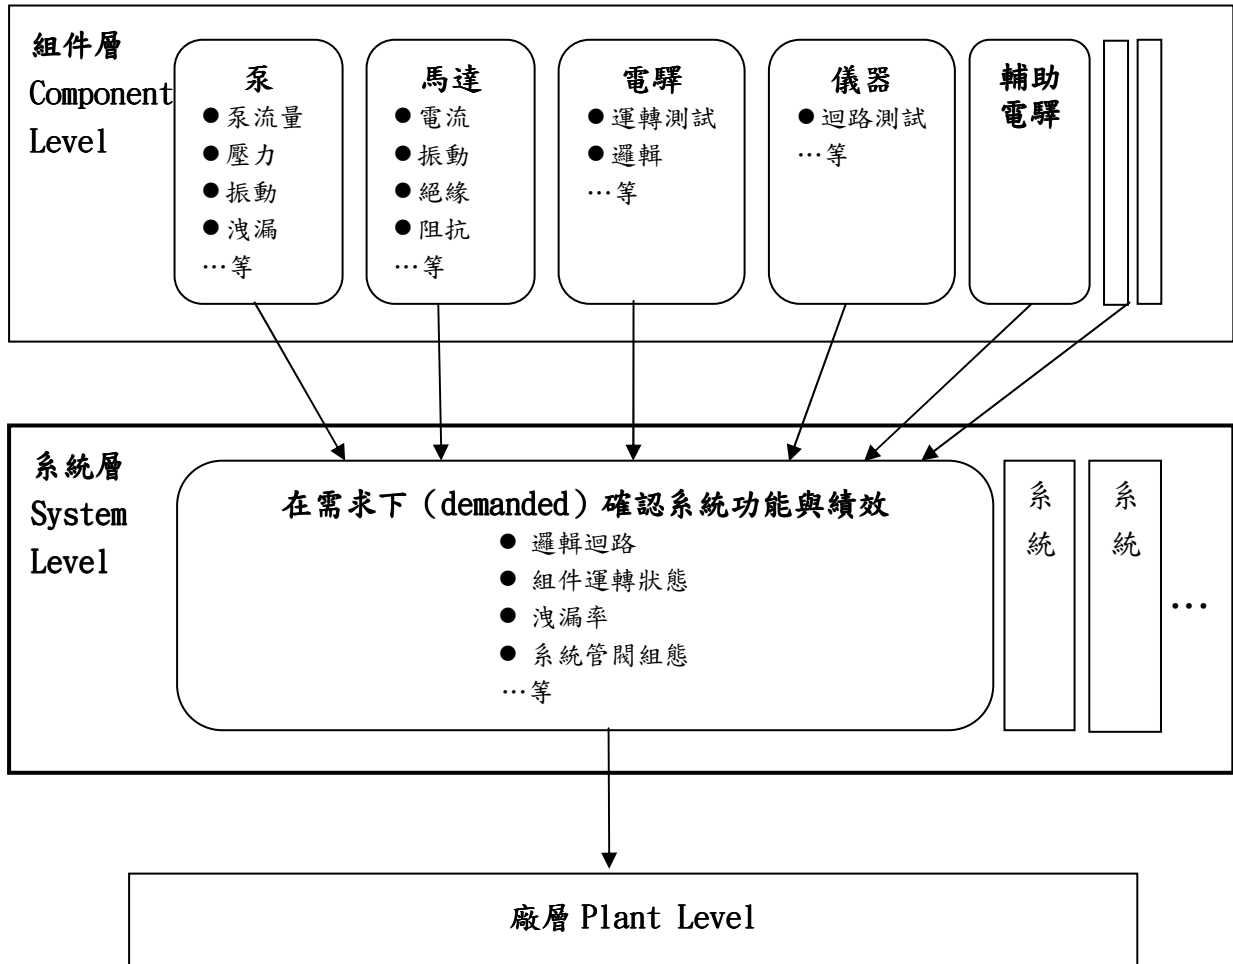 組件層
Component
Level
泵
●泵流量
●壓力
●振動
●洩漏
…等
馬達
●電流
●振動
●絕緣
●阻抗
…等
電驛
●運轉測試
●邏輯
…等
儀器
●迴路測試
…等
輔助
電驛
系統層
System
Level
在需求下（demanded）確認系統功能與績效
● 邏輯迴路
● 組件運轉狀態
● 洩漏率
● 系統管閥組態
…等
系
統
系
統
…
廠層 Plant Level